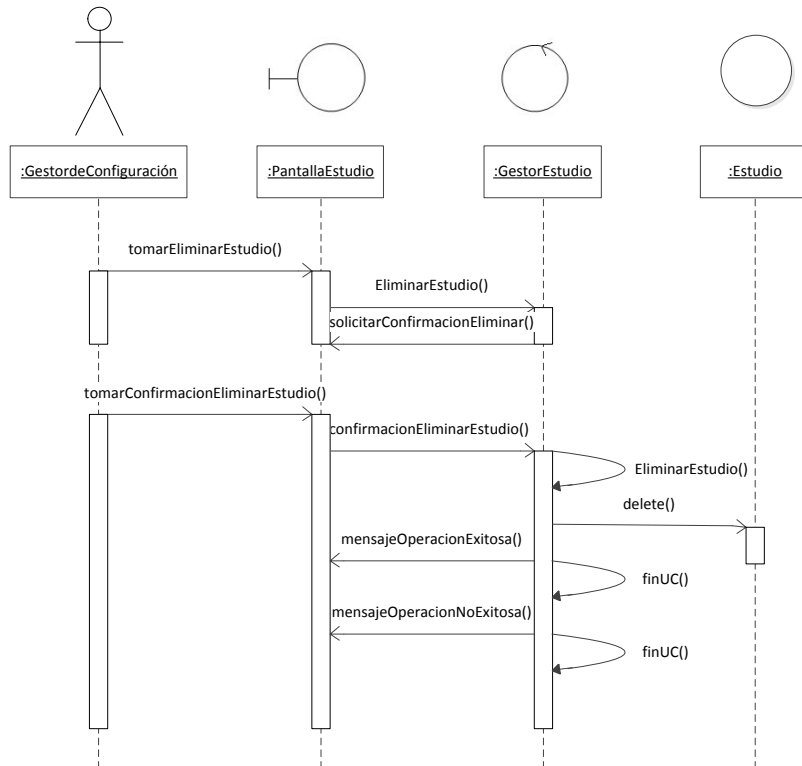 :GestordeConfiguración
:PantallaEstudio
:GestorEstudio
:Estudio
tomarEliminarEstudio()
EliminarEstudio()
solicitarConfirmacionEliminar()
tomarConfirmacionEliminarEstudio()
confirmacionEliminarEstudio()
EliminarEstudio()
delete()
mensajeOperacionExitosa()
finUC()
mensajeOperacionNoExitosa()
finUC()